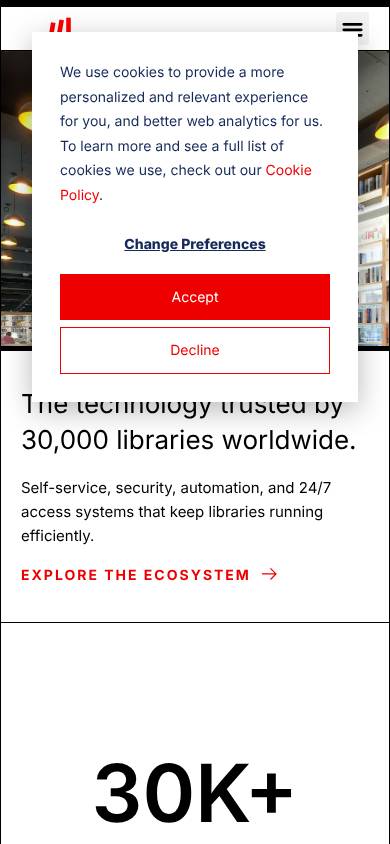 We use cookies to provide a more
personalized and relevant experience
for you, and better web analytics for us.
To learn more and see a full list of
cookies we use, check out our Cookie
Policy.
Change Preferences
Accept
Decline
The technology trusted by
30,000 libraries worldwide.
Self-service, security, automation, and 24/7
access systems that keep libraries running
efficiently.
EXPLORE THE ECOSYSTEM
30K+